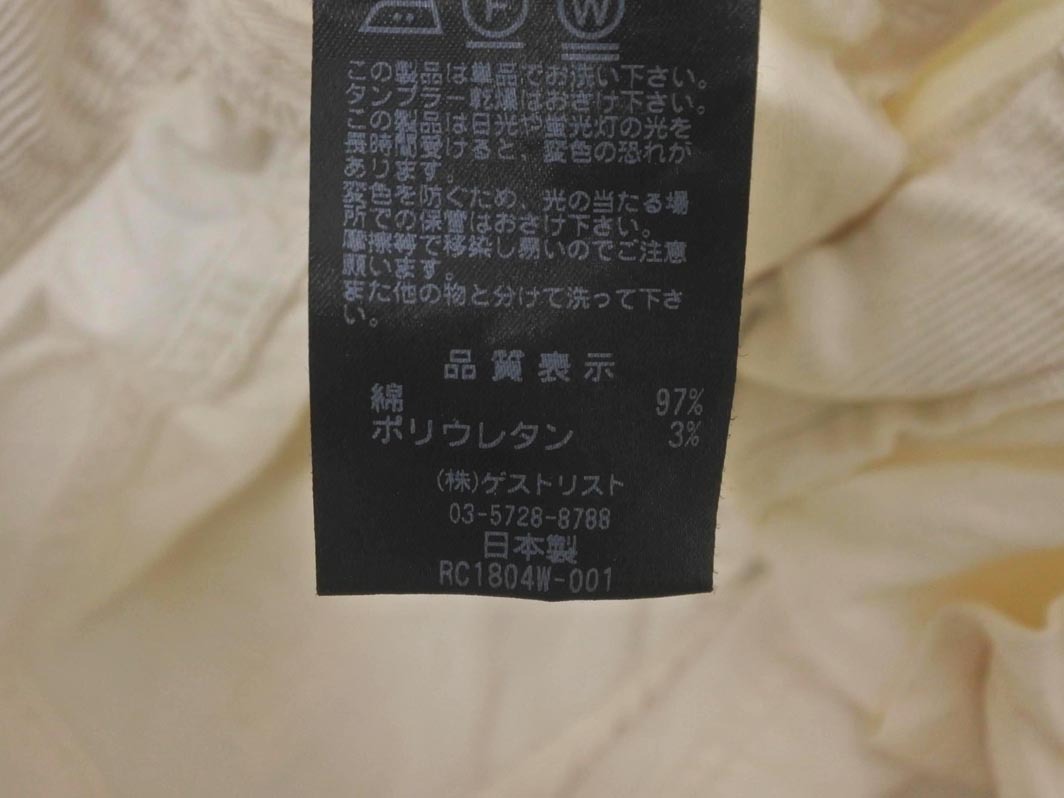 F W
この製品は単品でお洗い下さい。
タンブラー乾燥はおさけ下さい。
この製品は日光や蛍光灯の光を
長時間受けると、変色の恐れが
あります。
変色を防ぐため、光の当たる場
所での保管はおさけ下さい。
摩擦等で移染し易いのでご注意
願います。
また他の物と分けて洗って下さ
い。
品質表示
綿 97%
ポリウレタン 3%
(株)ゲストリスト
03-5728-8788
日本製
RC1804W-001